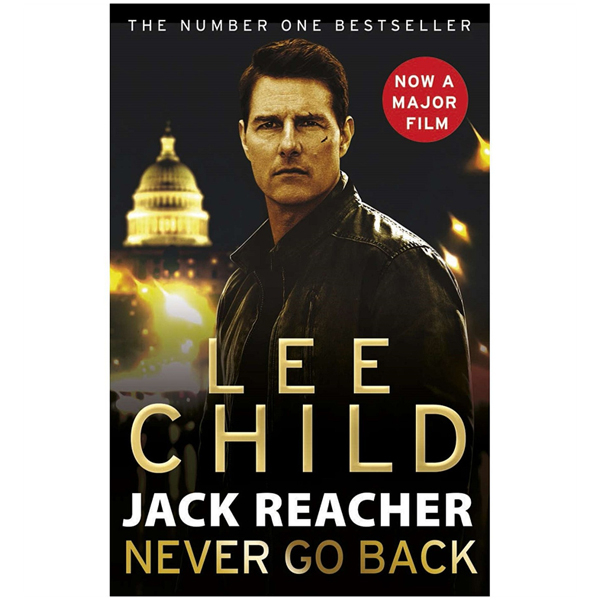 THE NUMBER ONE BESTSELLER
NOW A
MAJOR
FILM
LEE
CHILD
JACK REACHER
NEVER GO BACK